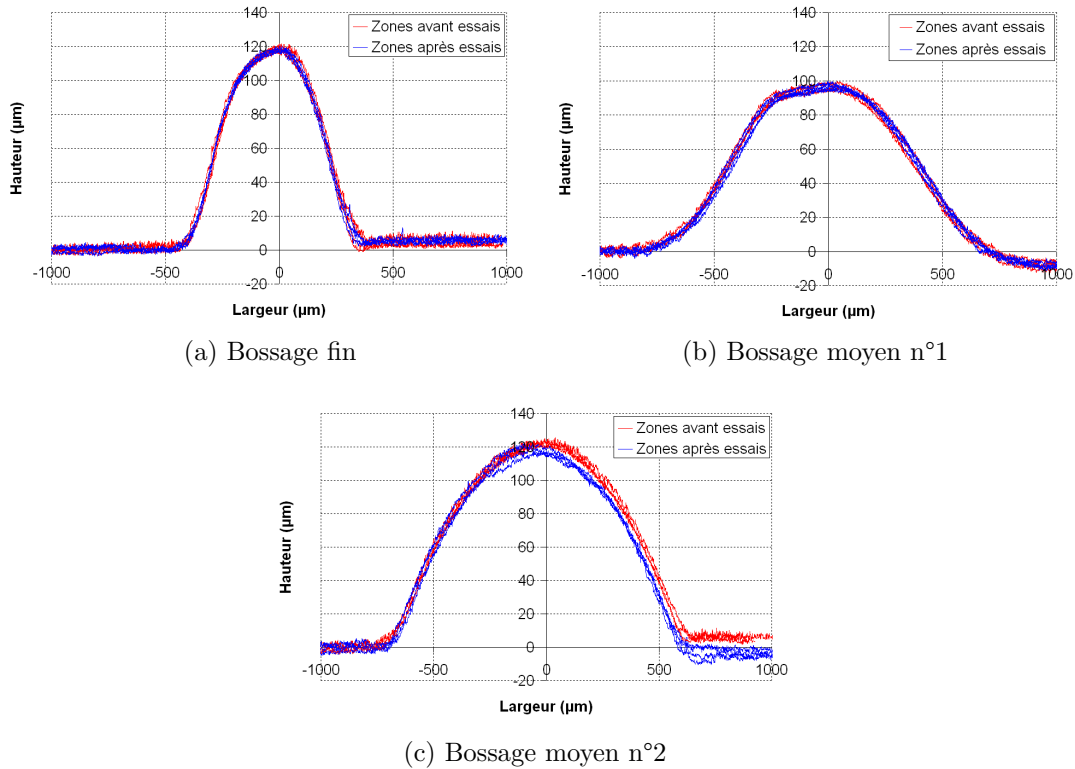 140
120
100
80
60
40
20
0
-20
-1000
-500
0
500
1000
Hauteur (µm)
Largeur (µm)
Zones avant essais
Zones après essais
(a) Bossage fin
140
120
100
80
60
40
20
0
-20
-1000
-500
0
500
1000
Hauteur (µm)
Largeur (µm)
Zones avant essais
Zones après essais
(b) Bossage moyen n°1
140
120
100
80
60
40
20
0
-20
-1000
-500
0
500
1000
Hauteur (µm)
Largeur (µm)
Zones avant essais
Zones après essais
(c) Bossage moyen n°2